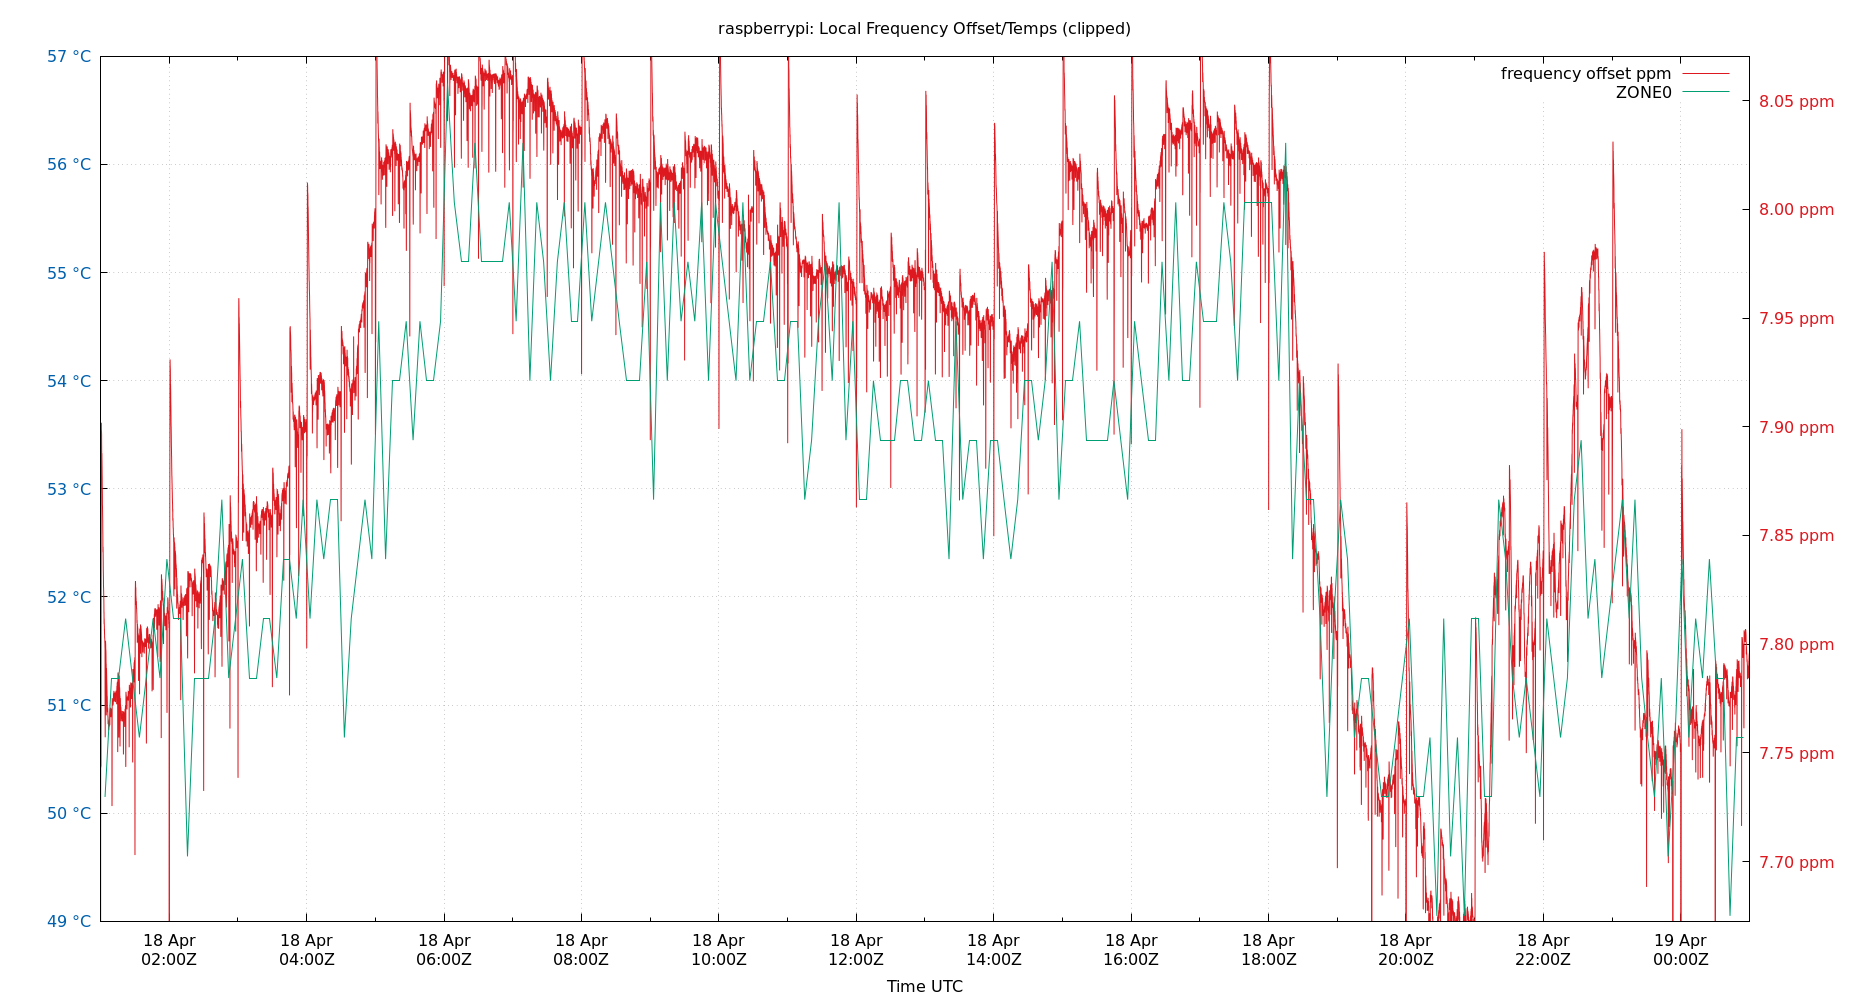 raspberrypi: Local Frequency Offset/Temps (clipped)
frequency offset ppm
ZONE0
57 °C
56 °C
55 °C
54 °C
53 °C
52 °C
51 °C
50 °C
49 °C
8.05 ppm
8.00 ppm
7.95 ppm
7.90 ppm
7.85 ppm
7.80 ppm
7.75 ppm
7.70 ppm
18 Apr 18 Apr 18 Apr 18 Apr 18 Apr 18 Apr 18 Apr 18 Apr 18 Apr 18 Apr 18 Apr 19 Apr
02:00Z 04:00Z 06:00Z 08:00Z 10:00Z 12:00Z 14:00Z 16:00Z 18:00Z 20:00Z 22:00Z 00:00Z
Time UTC